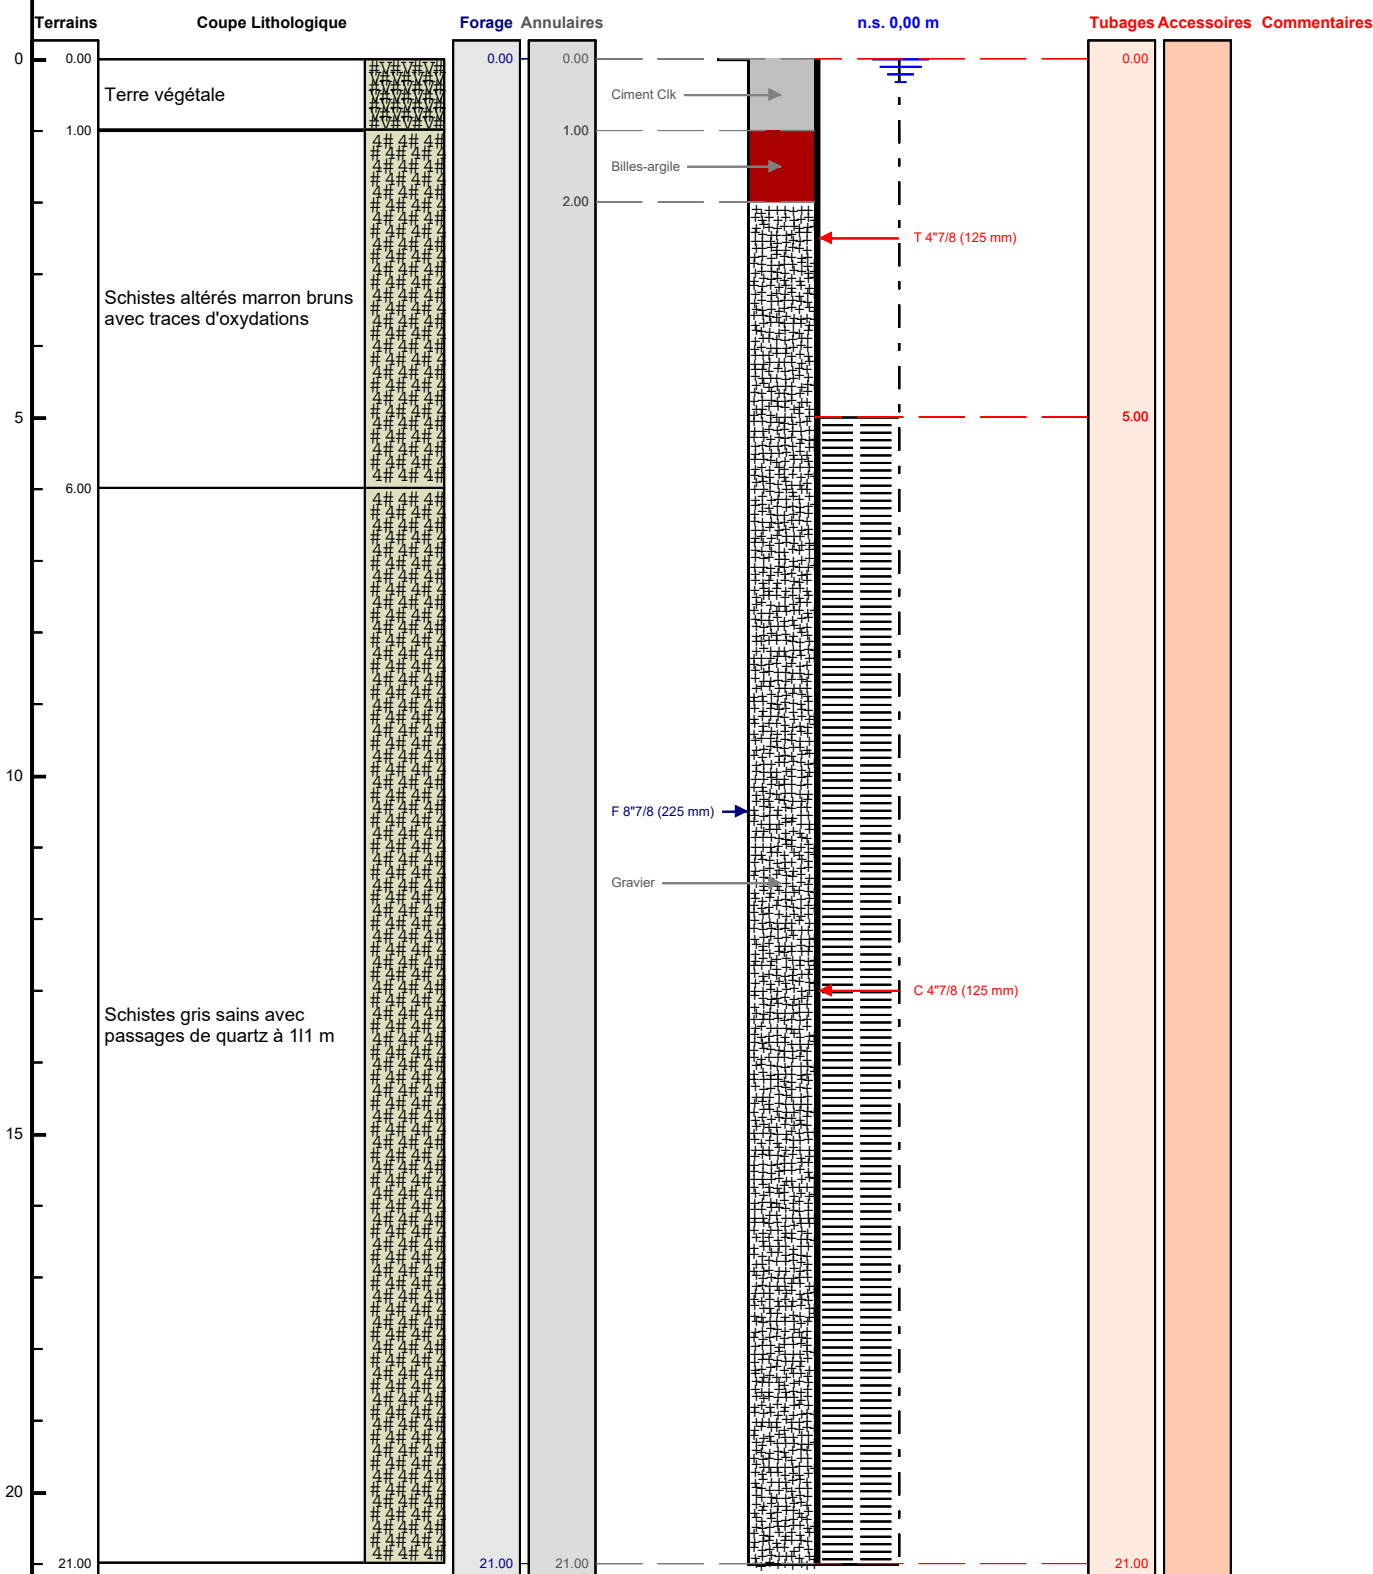 Terrains Coupe Lithologique Forage Annulaires n.s. 0,00 m Tubages Accessoires Commentaires
0 0.00 0.00 0.00 0.00
Terre végétale
Ciment Clk
1.00 1.00
Billes-argile
2.00
T 4"7/8 (125 mm)
Schistes altérés marron bruns
avec traces d'oxydations
5 5.00
6.00
10
F 8"7/8 (225 mm)
Gravier
C 4"7/8 (125 mm)
Schistes gris sains avec
passages de quartz à 1l1 m
15
20
21.00 21.00 21.00 21.00